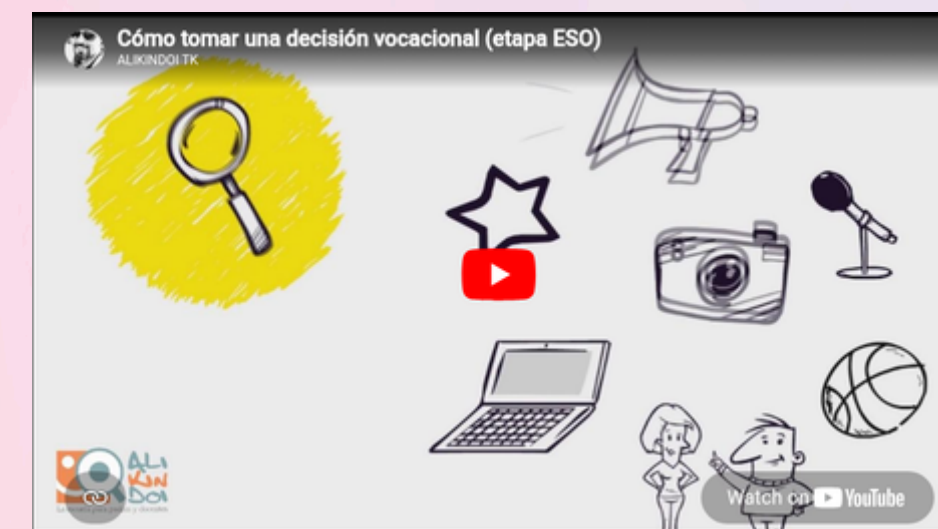 Cómo tomar una decisión vocacional (etapa ESO)
ALIKINDOI TK
ALI
KIN
DOI
Watch on YouTube